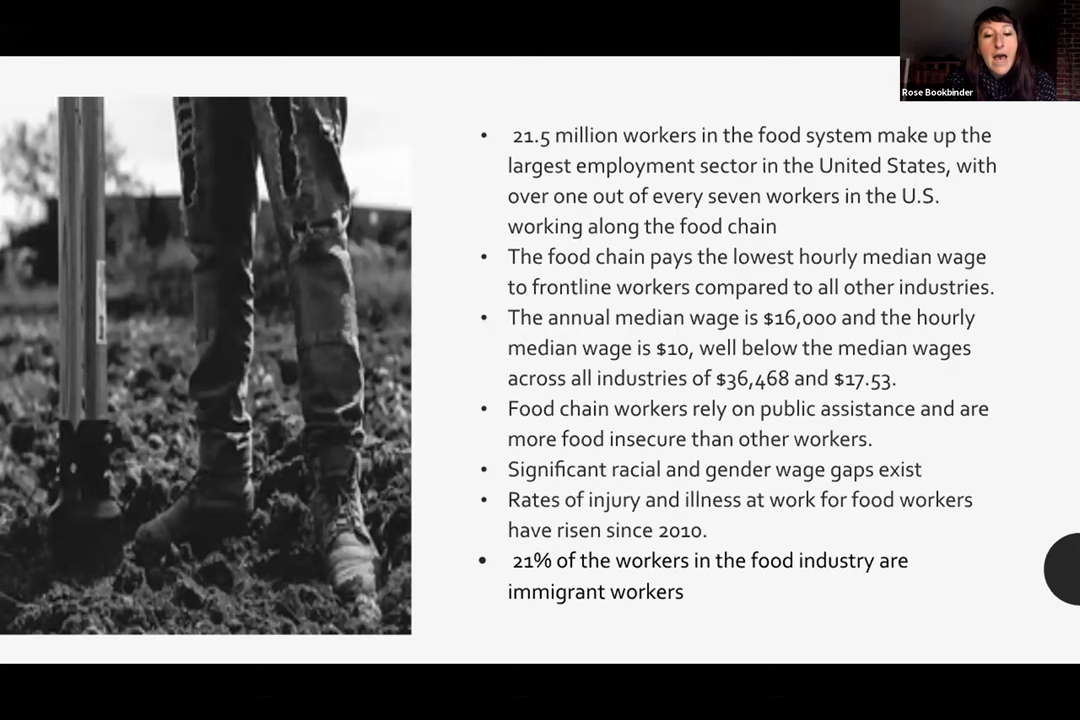 Rose Bookbinder
• 21.5 million workers in the food system make up the
largest employment sector in the United States, with
over one out of every seven workers in the U.S.
working along the food chain
• The food chain pays the lowest hourly median wage
to frontline workers compared to all other industries.
• The annual median wage is $16,000 and the hourly
median wage is $10, well below the median wages
across all industries of $36,468 and $17.53.
• Food chain workers rely on public assistance and are
more food insecure than other workers.
• Significant racial and gender wage gaps exist
• Rates of injury and illness at work for food workers
have risen since 2010.
• 21% of the workers in the food industry are
immigrant workers